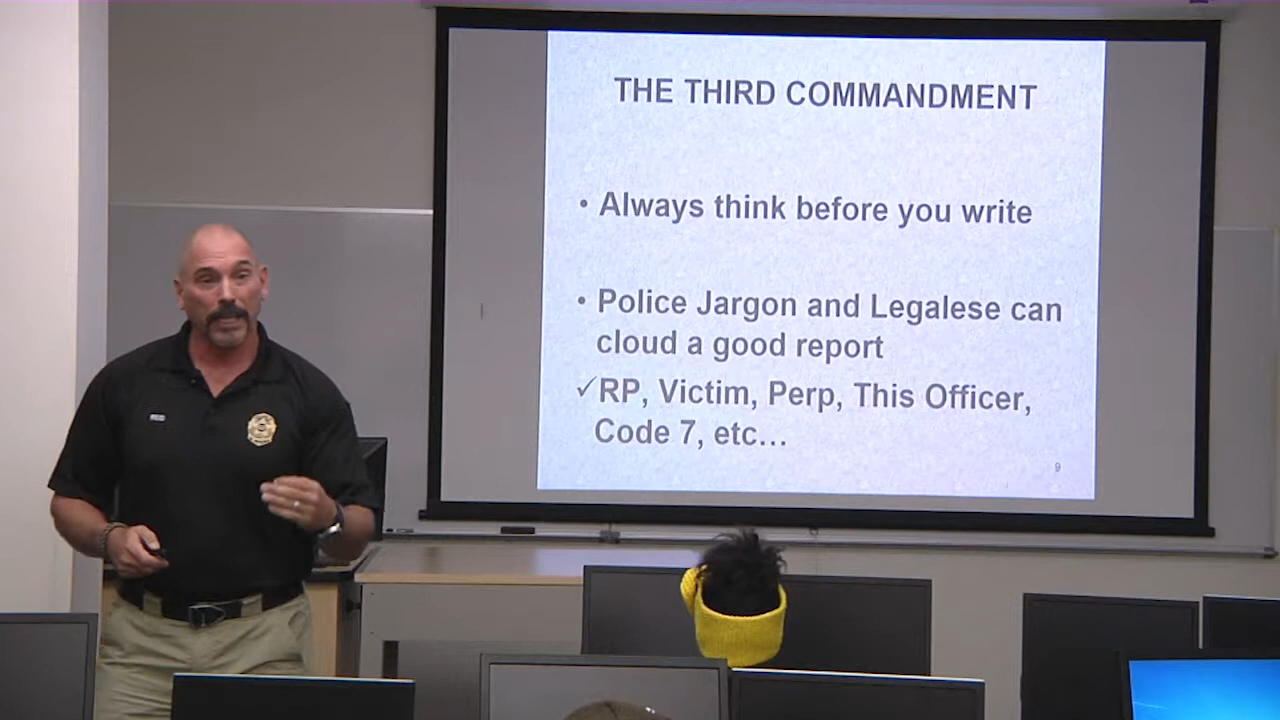 THE THIRD COMMANDMENT
• Always think before you write
• Police Jargon and Legalese can
cloud a good report
✓RP, Victim, Perp, This Officer,
Code 7, etc…
9